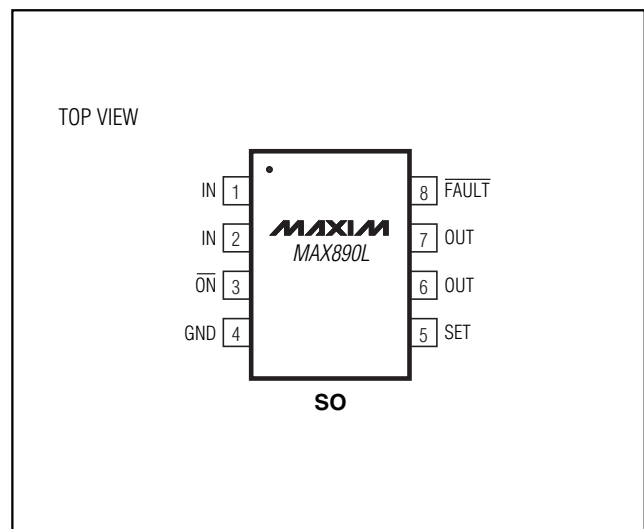 TOP VIEW
IN 1
IN 2
ON 3
GND 4
8 FAULT
7 OUT
6 OUT
5 SET
MAXIM
MAX890L
SO